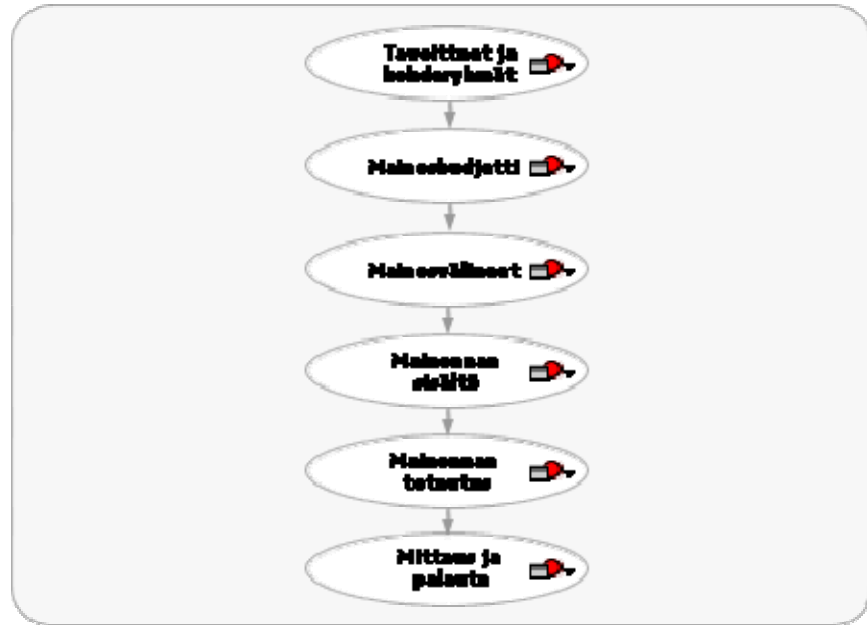 Tavoitteet ja
kohderyhmät
Mainosbudjetti
Mainosvälineet
Mainonnan
sisältö
Mainonnan
toteutus
Mittaus ja
palaute